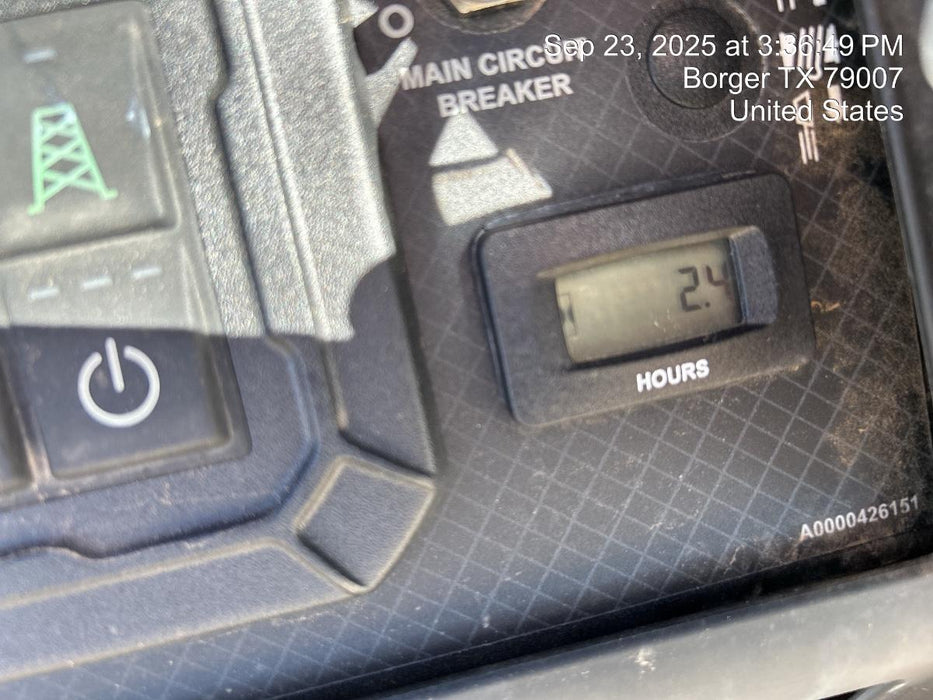 Sep 23, 2025 at 3:36:49 PM
Borger TX 79007
United States
MAIN CIRCUIT
BREAKER
2.4
HOURS
A0000426151